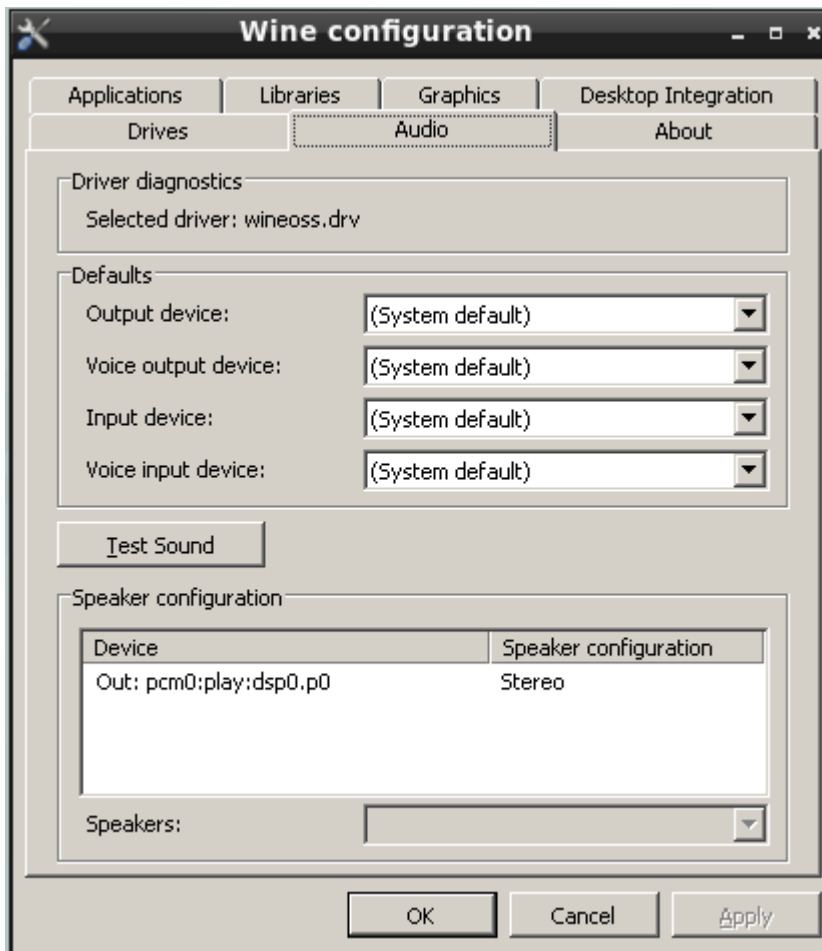 Wine configuration
Applications Libraries Graphics Desktop Integration
Drives Audio About
Driver diagnostics
Selected driver: wineoss.drv
Defaults
Output device: (System default)
Voice output device: (System default)
Input device: (System default)
Voice input device: (System default)
Test Sound
Speaker configuration
Device Speaker configuration
Out: pcm0:play:dsp0.p0 Stereo
Speakers:
OK Cancel Apply